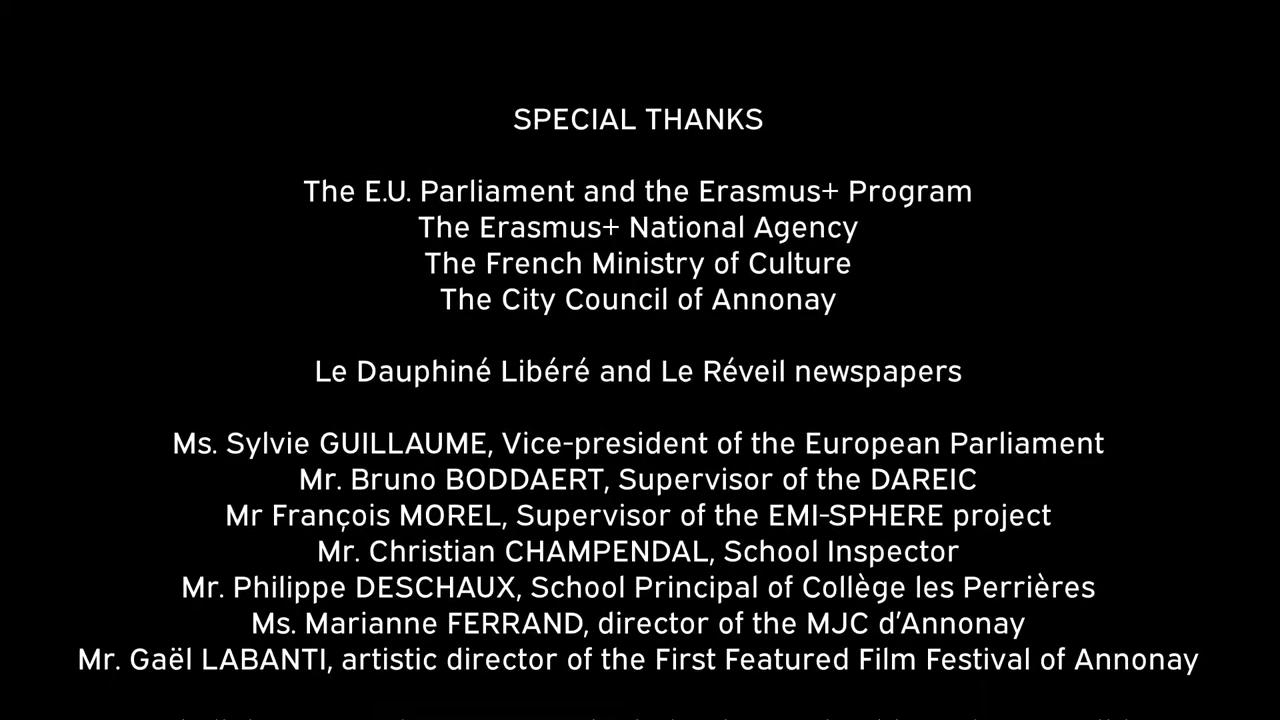 SPECIAL THANKS
The E.U. Parliament and the Erasmus+ Program
The Erasmus+ National Agency
The French Ministry of Culture
The City Council of Annonay
Le Dauphiné Libéré and Le Réveil newspapers
Ms. Sylvie GUILLAUME, Vice-president of the European Parliament
Mr. Bruno BODDAERT, Supervisor of the DAREIC
Mr François MOREL, Supervisor of the EMI-SPHERE project
Mr. Christian CHAMPENDAL, School Inspector
Mr. Philippe DESCHAUX, School Principal of Collège les Perrières
Ms. Marianne FERRAND, director of the MJC d'Annonay
Mr. Gaël LABANTI, artistic director of the First Featured Film Festival of Annonay